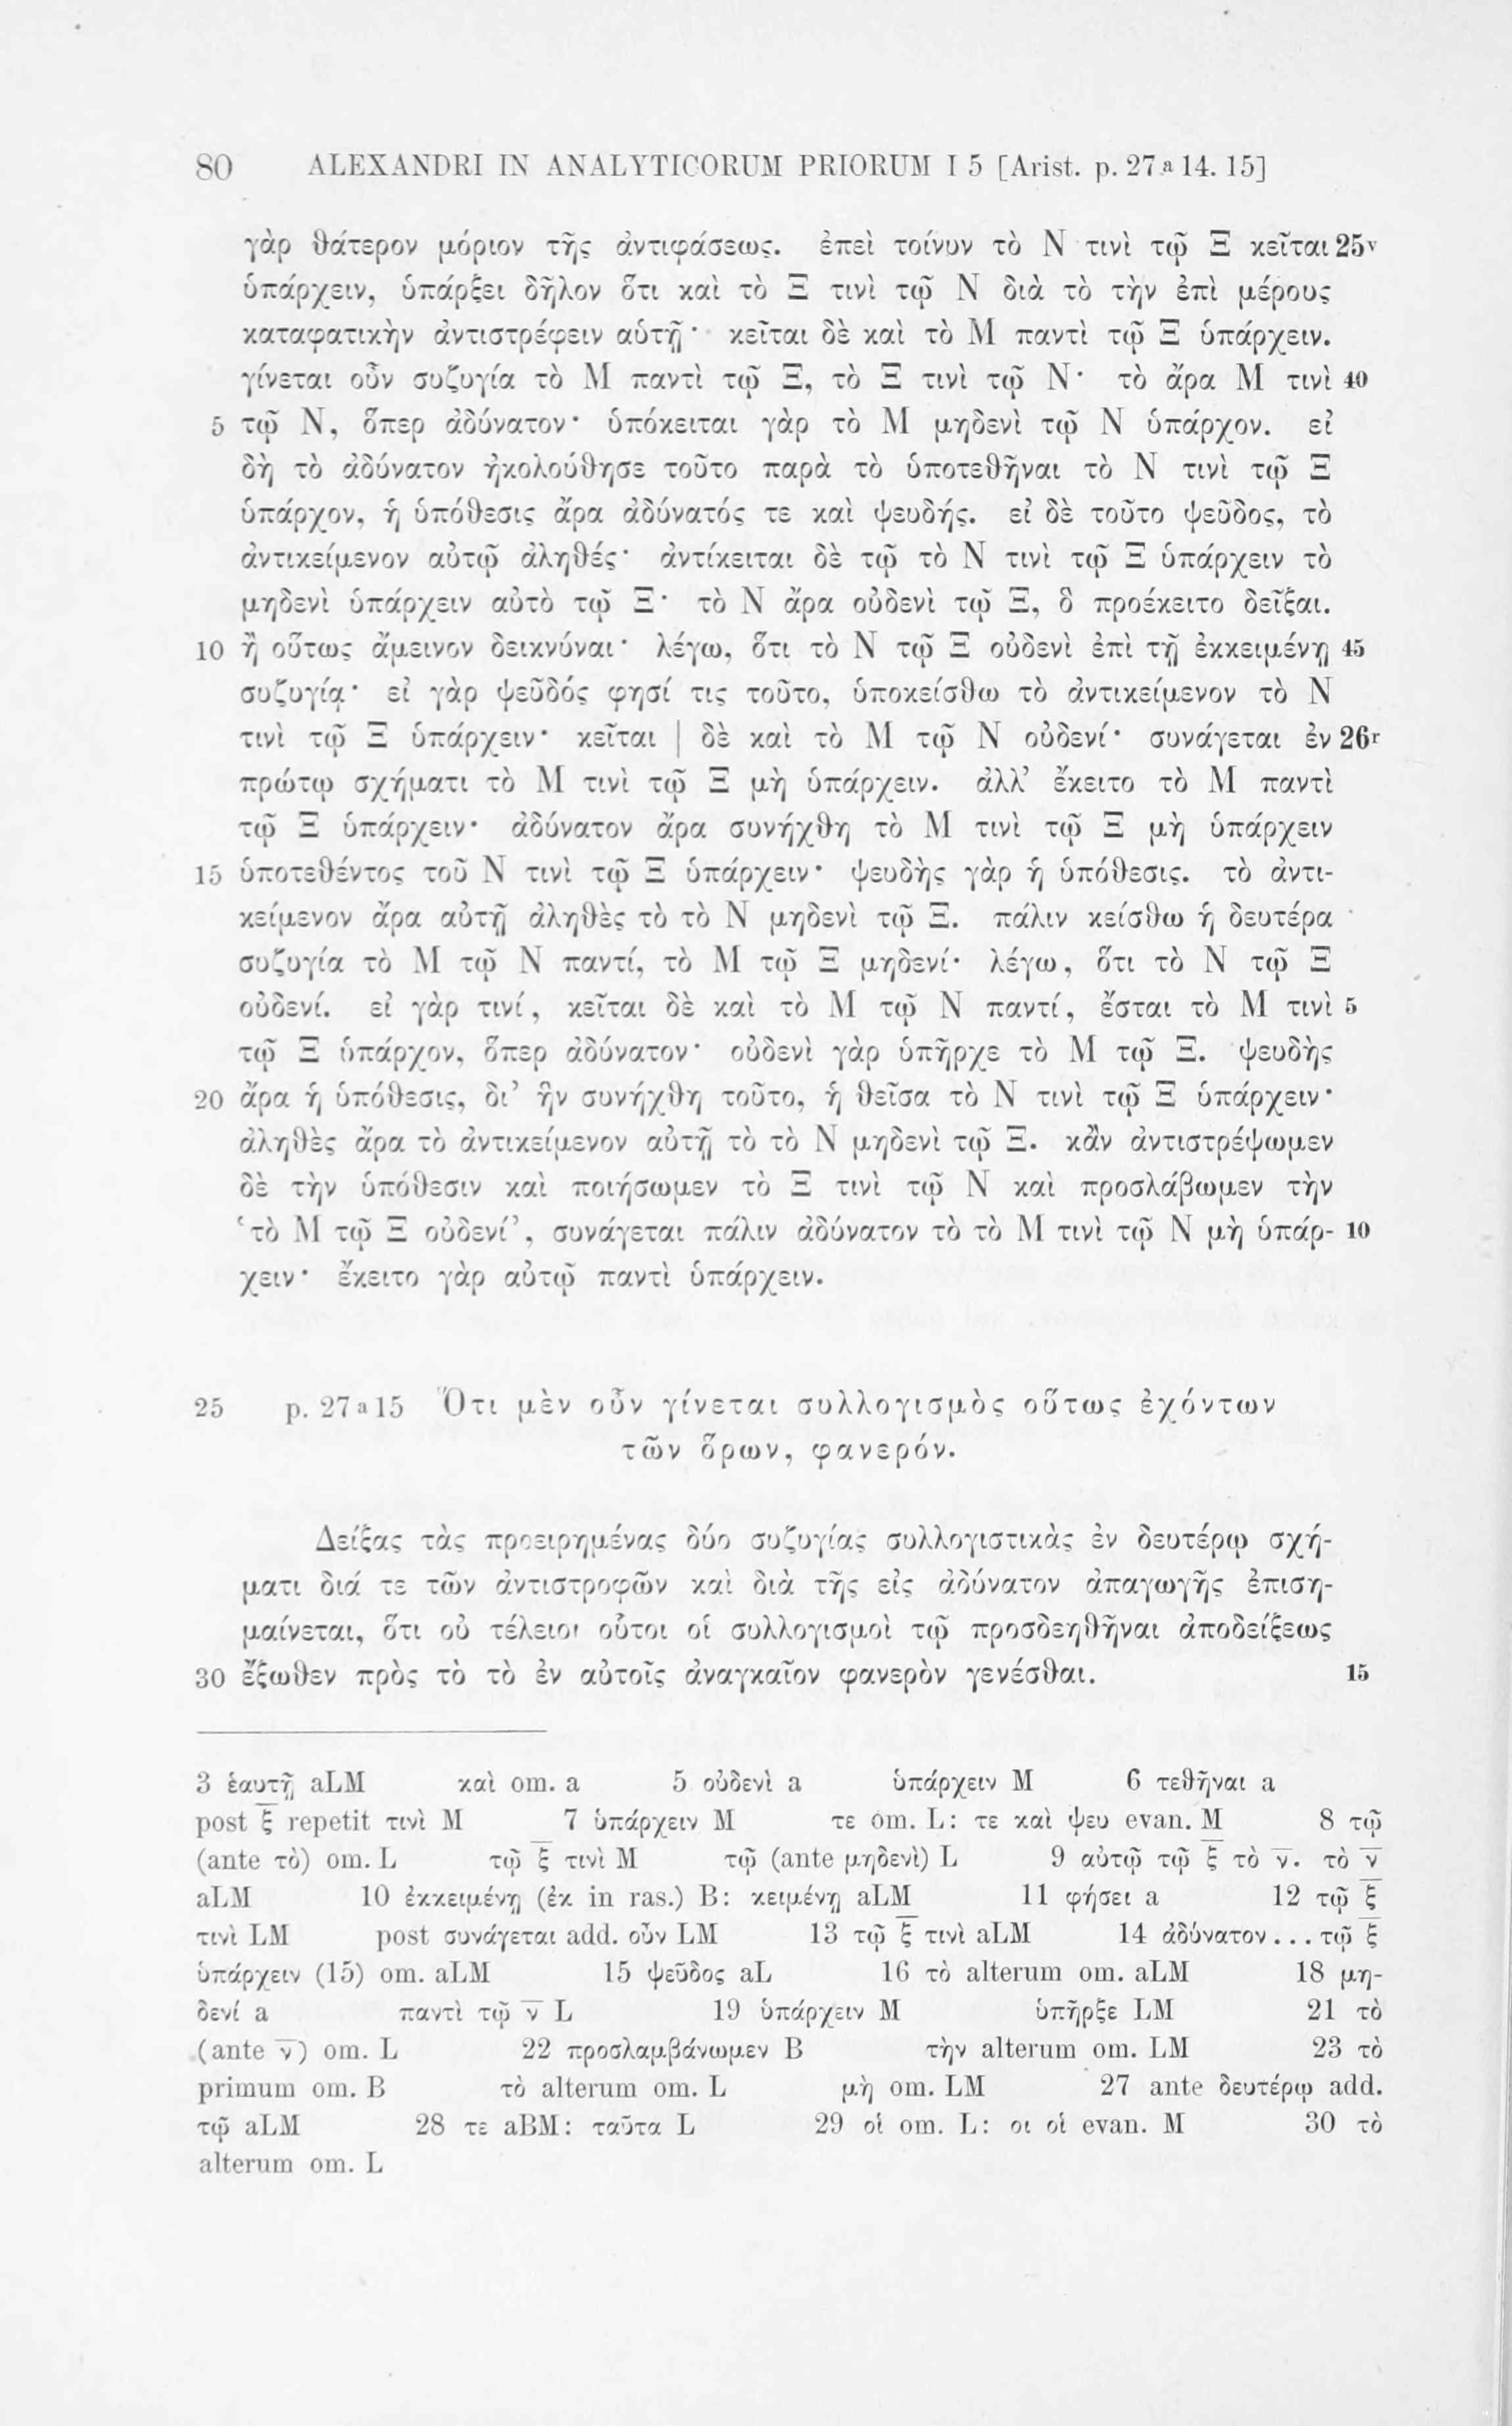 80 ALEXANDRI IN ANALYTICORUM PRIORUM I 5 [Arist. p. 27a 14. 15]
γὰρ θάτερον μόριον τῆς ἀντιφάσεως. ἐπεὶ τοίνυν τὸ Ν τινὶ τῷ Ξ κεῖται 25v
ὑπάρχειν, ὑπάρξει δῆλον ὅτι καὶ τὸ Ξ τινὶ τῷ Ν διὰ τὸ τὴν ἐπὶ μέρους
καταφατικὴν ἀντιστρέφειν αὑτῇ· κεῖται δὲ καὶ τὸ Μ παντὶ τῷ Ξ ὑπάρχειν.
γίνεται οὖν συζυγία τὸ Μ παντὶ τῷ Ξ, τὸ Ξ τινὶ τῷ Ν· τὸ ἄρα Μ τινὶ 40
5 τῷ Ν, ὅπερ ἀδύνατον· ὑπόκειται γὰρ τὸ Μ μηδενὶ τῷ Ν ὑπάρχον. εἰ
δὴ τὸ ἀδύνατον ἠκολούθησε τοῦτο παρὰ τὸ ὑποτεθῆναι τὸ Ν τινὶ τῷ Ξ
ὑπάρχον, ἡ ὑπόθεσις ἄρα ἀδύνατός τε καὶ ψευδής. εἰ δὲ τοῦτο ψεῦδος, τὸ
ἀντικείμενον αὐτῷ ἀληθές· ἀντίκειται δὲ τῷ τὸ Ν τινὶ τῷ Ξ ὑπάρχειν τὸ
μηδενὶ ὑπάρχειν αὐτὸ τῷ Ξ· τὸ Ν ἄρα οὐδενὶ τῷ Ξ, ὃ προέκειτο δεῖξαι.
10 ἢ οὕτως ἄμεινον δεικνύναι· λέγω, ὅτι τὸ Ν τῷ Ξ οὐδενὶ ἐπὶ τῇ ἐκκειμένῃ 45
συζυγίᾳ· εἰ γὰρ ψεῦδός φησί τις τοῦτο, ὑποκείσθω τὸ ἀντικείμενον τὸ Ν
τινὶ τῷ Ξ ὑπάρχειν· κεῖται | δὲ καὶ τὸ Μ τῷ Ν οὐδενί· συνάγεται ἐν 26r
πρώτῳ σχήματι τὸ Μ τινὶ τῷ Ξ μὴ ὑπάρχειν. ἀλλ’ ἔκειτο τὸ Μ παντὶ
τῷ Ξ ὑπάρχειν· ἀδύνατον ἄρα συνήχθη τὸ Μ τινὶ τῷ Ξ μὴ ὑπάρχειν
15 ὑποτεθέντος τοῦ Ν τινὶ τῷ Ξ ὑπάρχειν· ψευδὴς γὰρ ἡ ὑπόθεσις. τὸ ἀντι-
κείμενον ἄρα αὐτῇ ἀληθὲς τὸ τὸ Ν μηδενὶ τῷ Ξ. πάλιν κείσθω ἡ δευτέρα
συζυγία τὸ Μ τῷ Ν παντί, τὸ Μ τῷ Ξ μηδενί· λέγω, ὅτι τὸ Ν τῷ Ξ
οὐδενί. εἰ γὰρ τινί, κεῖται δὲ καὶ τὸ Μ τῷ Ν παντί, ἔσται τὸ Μ τινὶ 5
τῷ Ξ ὑπάρχον, ὅπερ ἀδύνατον· οὐδενὶ γὰρ ὑπῆρχε τὸ Μ τῷ Ξ. ψευδὴς
20 ἄρα ἡ ὑπόθεσις, δι’ ἣν συνήχθη τοῦτο, ἡ θεῖσα τὸ Ν τινὶ τῷ Ξ ὑπάρχειν·
ἀληθὲς ἄρα τὸ ἀντικείμενον αὐτῇ τὸ τὸ Ν μηδενὶ τῷ Ξ. κἂν ἀντιστρέψωμεν
δὲ τὴν ὑπόθεσιν καὶ ποιήσωμεν τὸ Ξ τινὶ τῷ Ν καὶ προσλάβωμεν τὴν
‘τὸ Μ τῷ Ξ οὐδενί’, συνάγεται πάλιν ἀδύνατον τὸ τὸ Μ τινὶ τῷ Ν μὴ ὑπάρ- 10
χειν· ἔκειτο γὰρ αὐτῷ παντὶ ὑπάρχειν.
25 p. 27a15 Ὅτι μὲν οὖν γίνεται συλλογισμὸς οὕτως ἐχόντων
τῶν ὅρων, φανερόν.
Δείξας τὰς προειρημένας δύο συζυγίας συλλογιστικὰς ἐν δευτέρῳ σχή-
ματι διά τε τῶν ἀντιστροφῶν καὶ διὰ τῆς εἰς ἀδύνατον ἀπαγωγῆς ἐπιση-
μαίνεται, ὅτι οὐ τέλειοι οὗτοι οἱ συλλογισμοὶ τῷ προσδεηθῆναι ἀποδείξεως
30 ἔξωθεν πρὸς τὸ τὸ ἐν αὐτοῖς ἀναγκαῖον φανερὸν γενέσθαι. 15
3 ἑαυτῇ aLM καὶ om. a 5 οὐδενὶ a ὑπάρχειν M 6 τεθῆναι a
post ξ̅ repetit τινὶ M 7 ὑπάρχειν M τε om. L: τε καὶ ψευ evan. M 8 τῷ
(ante τὸ) om. L τῷ ξ̅ τινὶ M τῷ (ante μηδενὶ) L 9 αὐτῷ τῷ ξ̅ τὸ ν̅. τὸ ν̅
aLM 10 ἐκκειμένῃ (ἐκ in ras.) B: κειμένῃ aLM 11 φήσει a 12 τῷ ξ̅
τινὶ LM post συνάγεται add. οὖν LM 13 τῷ ξ̅ τινὶ aLM 14 ἀδύνατον... τῷ ξ̅
ὑπάρχειν (15) om. aLM 15 ψεῦδος aL 16 τὸ alterum om. aLM 18 μη-
δενί a παντὶ τῷ ν̅ L 19 ὑπάρχειν M ὑπῆρξε LM 21 τὸ
(ante ν̅) om. L 22 προσλαμβάνωμεν B τὴν alterum om. LM 23 τὸ
primum om. B τὸ alterum om. L μὴ om. LM 27 ante δευτέρῳ add.
τῷ aLM 28 τε aBM: ταῦτα L 29 οἱ om. L: οι οἱ evan. M 30 τὸ
alterum om. L